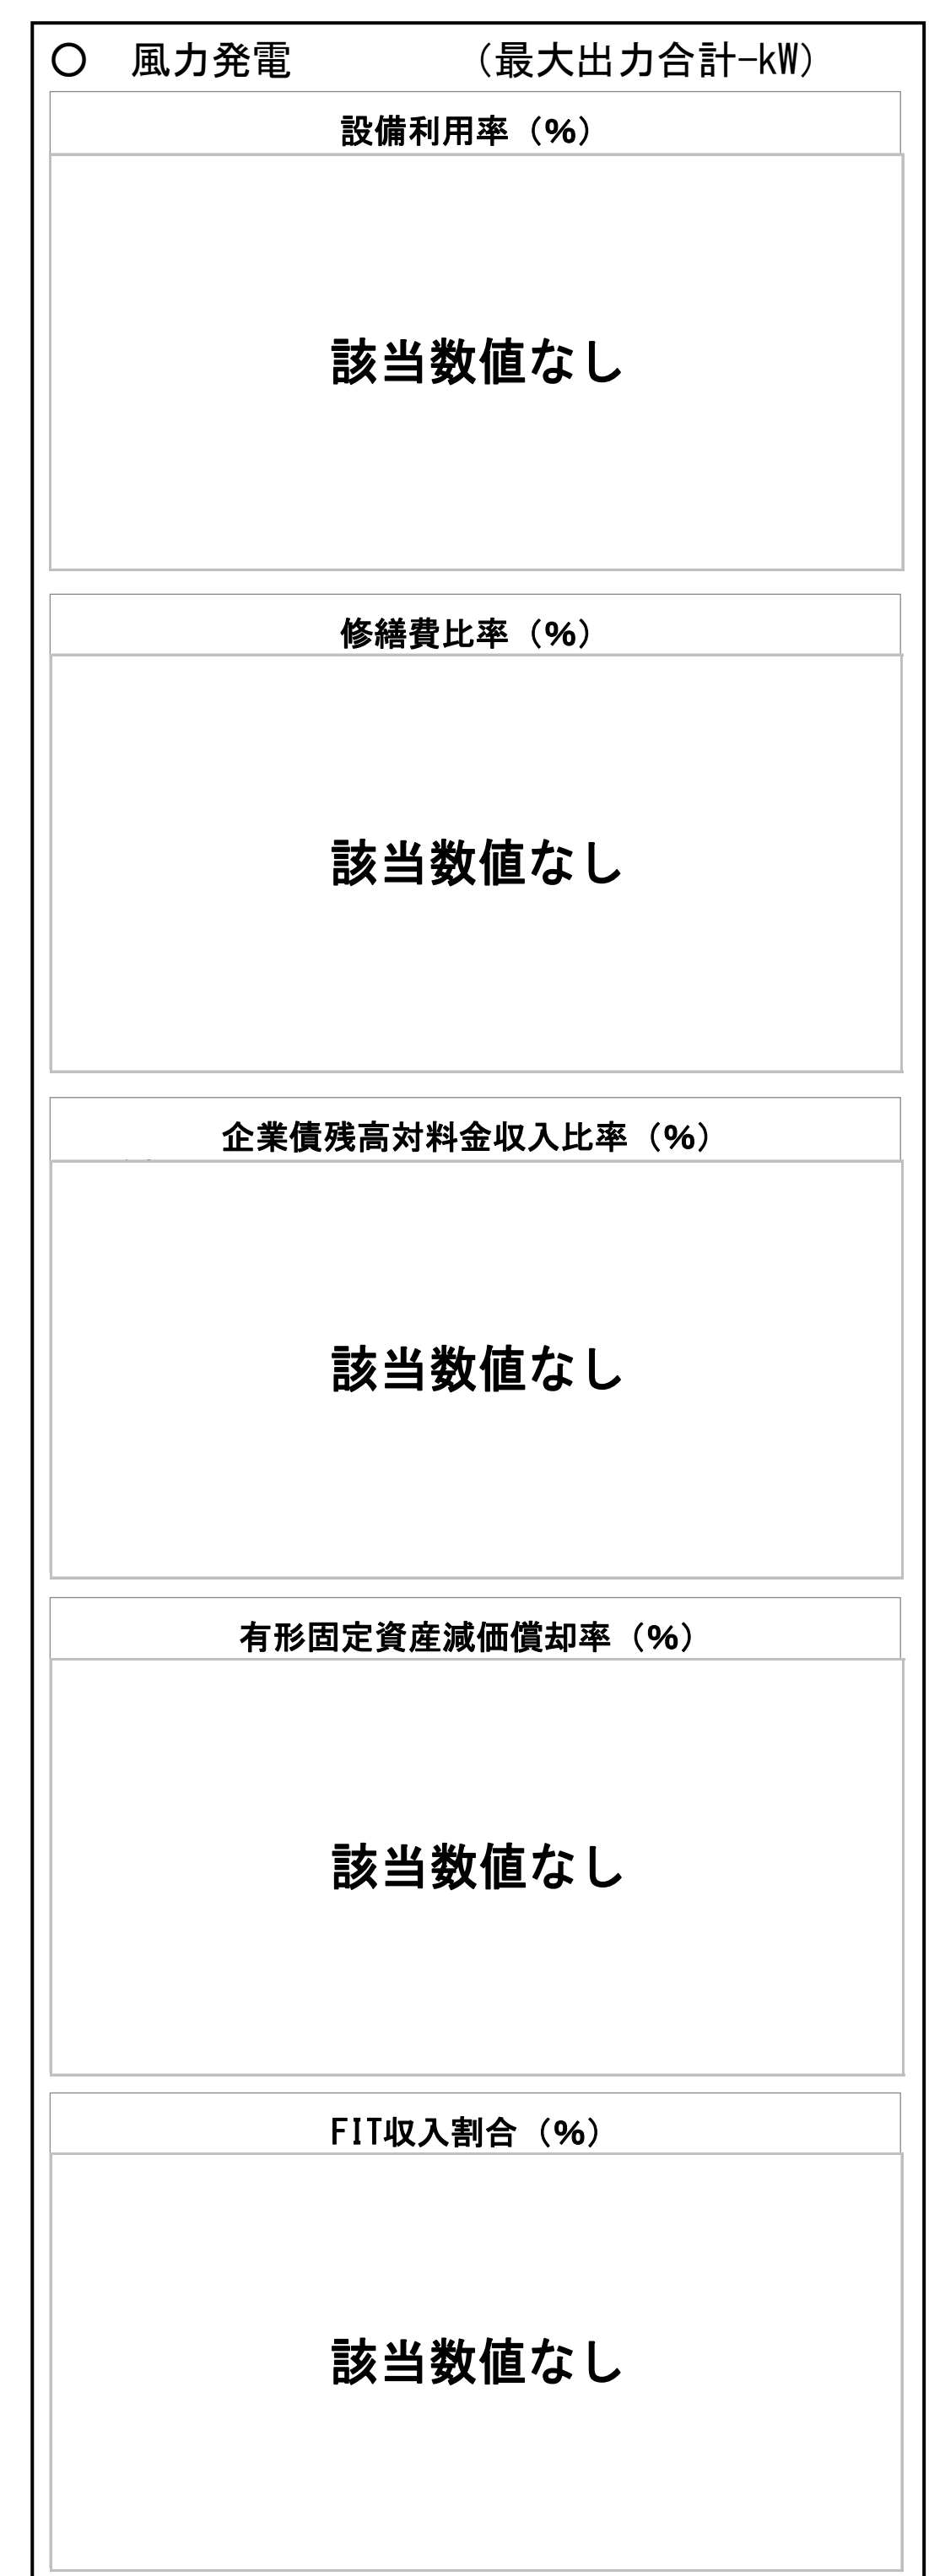 ○　風力発電　　　　（最大出力合計-kW）
設備利用率（%）
該当数値なし
修繕費比率（%）
該当数値なし
企業債残高対料金収入比率（%）
該当数値なし
有形固定資産減価償却率（%）
該当数値なし
FIT収入割合（%）
該当数値なし